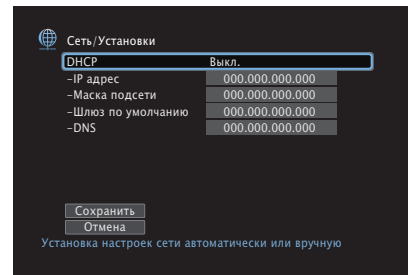 Сеть/Установки
DHCP Выкл.
–IP адрес 000.000.000.000
–Маска подсети 000.000.000.000
–Шлюз по умолчанию 000.000.000.000
–DNS 000.000.000.000
Сохранить
Отмена
Установка настроек сети автоматически или вручную